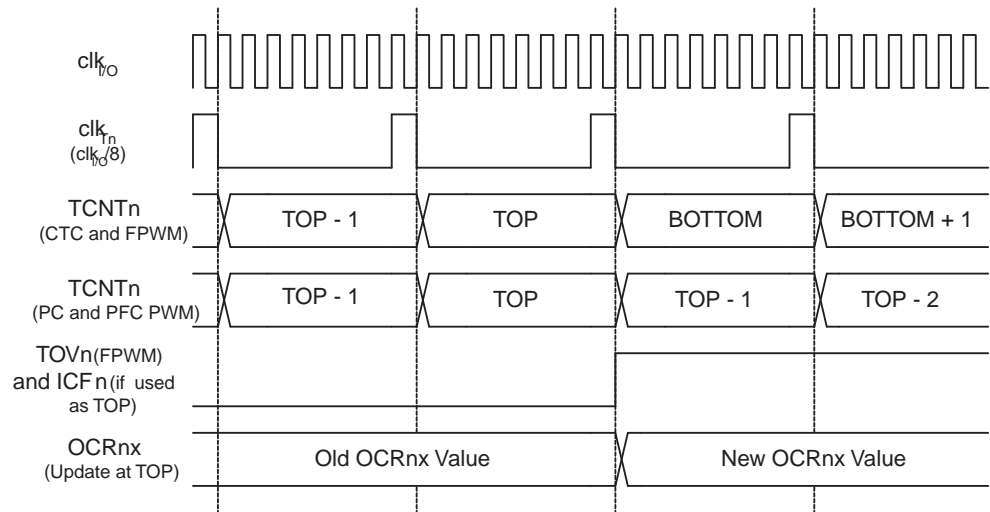 clkI/O
clkTn
(clkI/O/8)
TCNTn
(CTC and FPWM)
TOP - 1
TOP
BOTTOM
BOTTOM + 1
TCNTn
(PC and PFC PWM)
TOP - 1
TOP
TOP - 1
TOP - 2
TOVn(FPWM)
and ICFn(if used
as TOP)
OCRnx
(Update at TOP)
Old OCRnx Value
New OCRnx Value